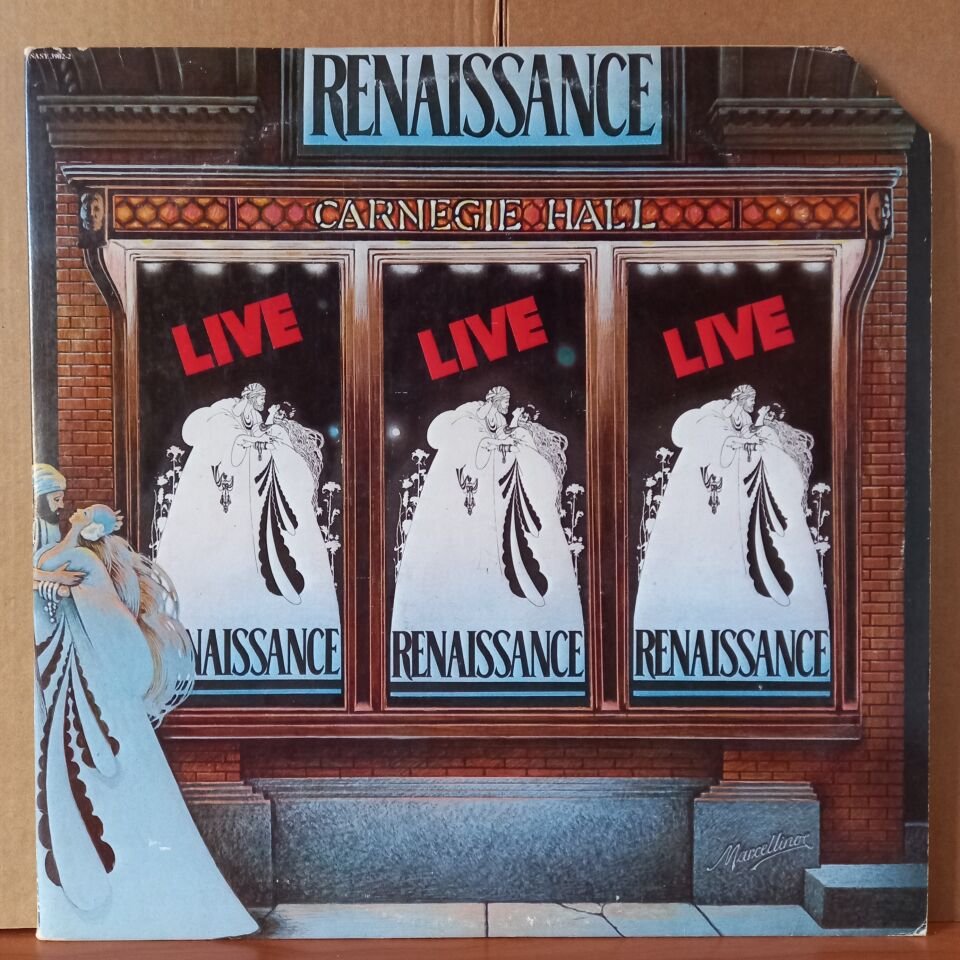 SASY 3902-2
RENAISSANCE
CARNEGIE HALL
LIVE
LIVE
LIVE
NAISSANCE
RENAISSANCE
RENAISSANCE
Marcellino